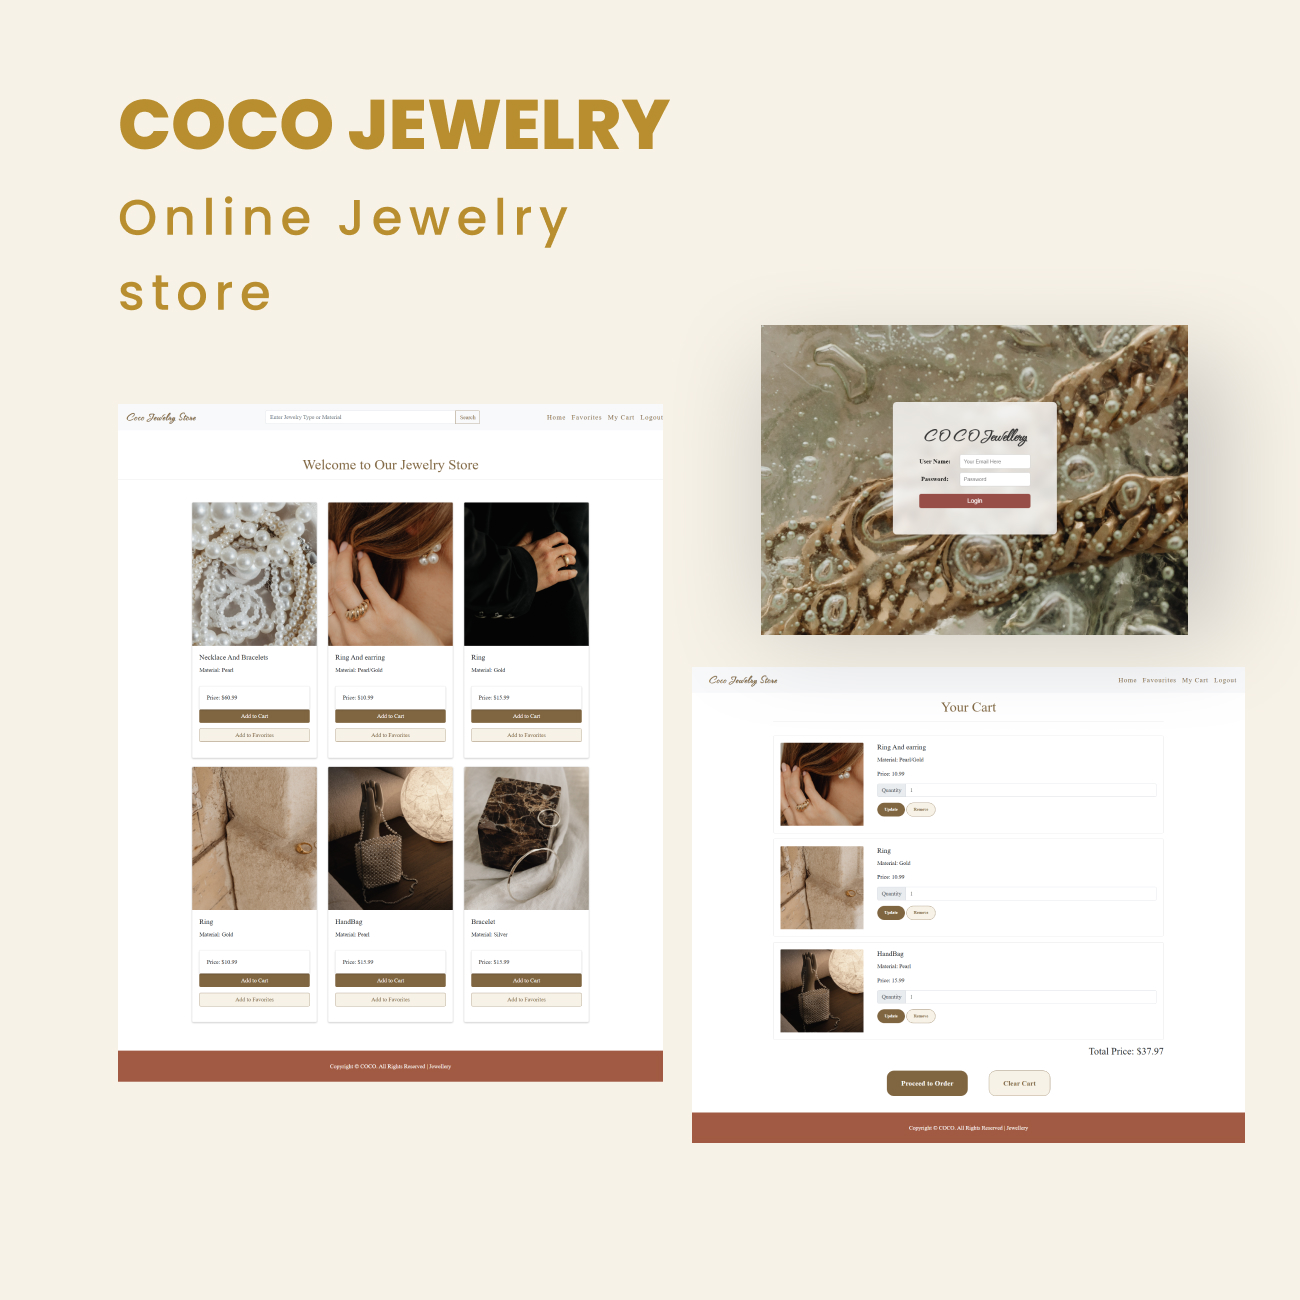 COCO JEWELRY
Online Jewelry
store
Coco Jewelry Store
Enter Jewelry Type or Material
Search
Home Favorites My Cart Logout
Welcome to Our Jewelry Store
Necklace And Bracelets
Material: Pearl
Price: $60.99
Add to Cart
Add to Favorites
Ring And earring
Material: Pearl/Gold
Price: $10.99
Add to Cart
Add to Favorites
Ring
Material: Gold
Price: $15.99
Add to Cart
Add to Favorites
Ring
Material: Gold
Price: $10.99
Add to Cart
Add to Favorites
HandBag
Material: Pearl
Price: $15.99
Add to Cart
Add to Favorites
Bracelet
Material: Silver
Price: $15.99
Add to Cart
Add to Favorites
Copyright © COCO. All Rights Reserved | Jewellery
COCO Jewellery
User Name: Your Email Here
Password: Password
Login
Coco Jewelry Store
Home Favourites My Cart Logout
Your Cart
Ring And earring
Material: Pearl/Gold
Price: 10.99
Quantity 1
Update Remove
Ring
Material: Gold
Price: 10.99
Quantity 1
Update Remove
HandBag
Material: Pearl
Price: 15.99
Quantity 1
Update Remove
Total Price: $37.97
Proceed to Order Clear Cart
Copyright © COCO. All Rights Reserved | Jewellery